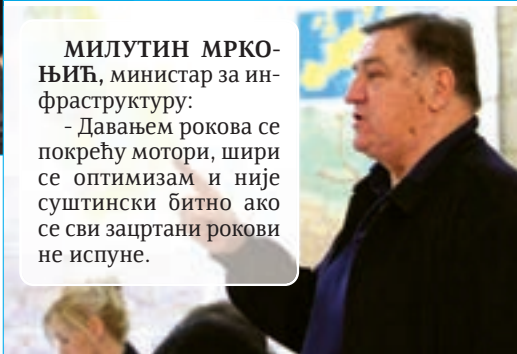 МИЛУТИН МРКО-
ЊИЋ, министар за ин-
фраструктуру:
- Давањем рокова се
покрећу мотори, шири
се оптимизам и није
суштински битно ако
се сви зацртани рокови
не испуне.